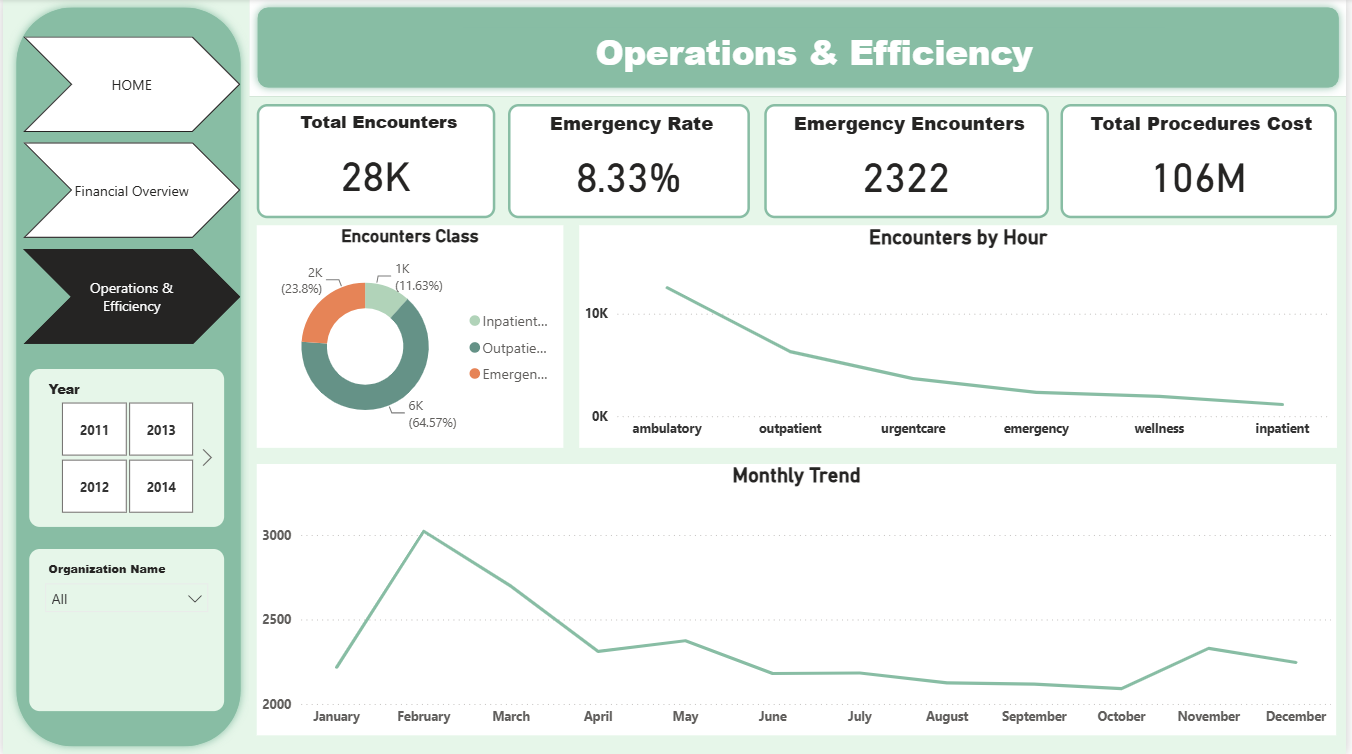 Operations & Efficiency
HOME
Financial Overview
Operations &
Efficiency
Year
2011
2013
2012
2014
Organization Name
All
Total Encounters
28K
Emergency Rate
8.33%
Emergency Encounters
2322
Total Procedures Cost
106M
Encounters Class
2K
(23.8%)
1K
(11.63%)
6K
(64.57%)
Inpatient...
Outpatie...
Emergen...
Encounters by Hour
10K
0K
ambulatory
outpatient
urgentcare
emergency
wellness
inpatient
Monthly Trend
3000
2500
2000
January
February
March
April
May
June
July
August
September
October
November
December